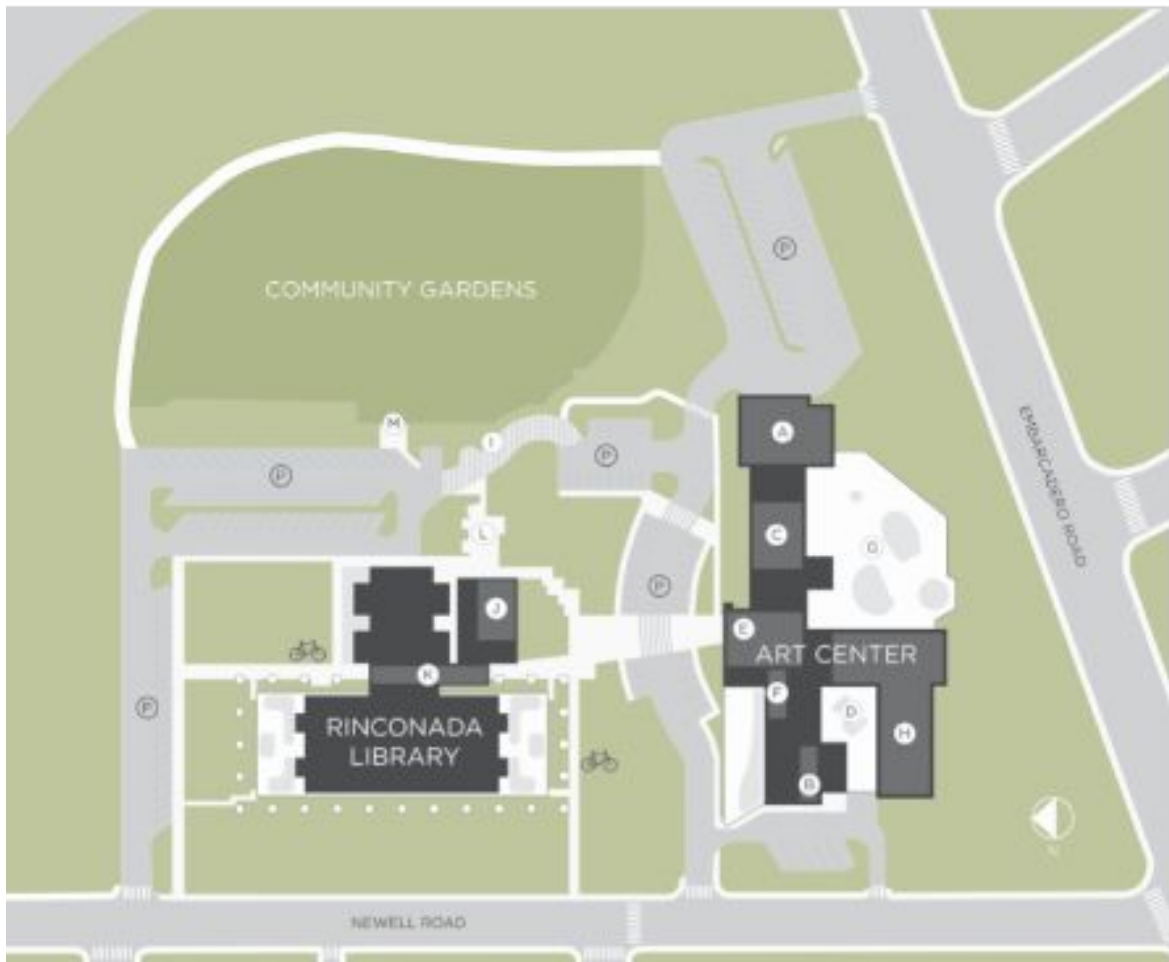 P
COMMUNITY GARDENS
EMBARCADERO ROAD
M
A
I
P
P
L
C
G
P
J
E
ART CENTER
K
F
P
RINCONADA
LIBRARY
D
H
B
N
NEWELL ROAD